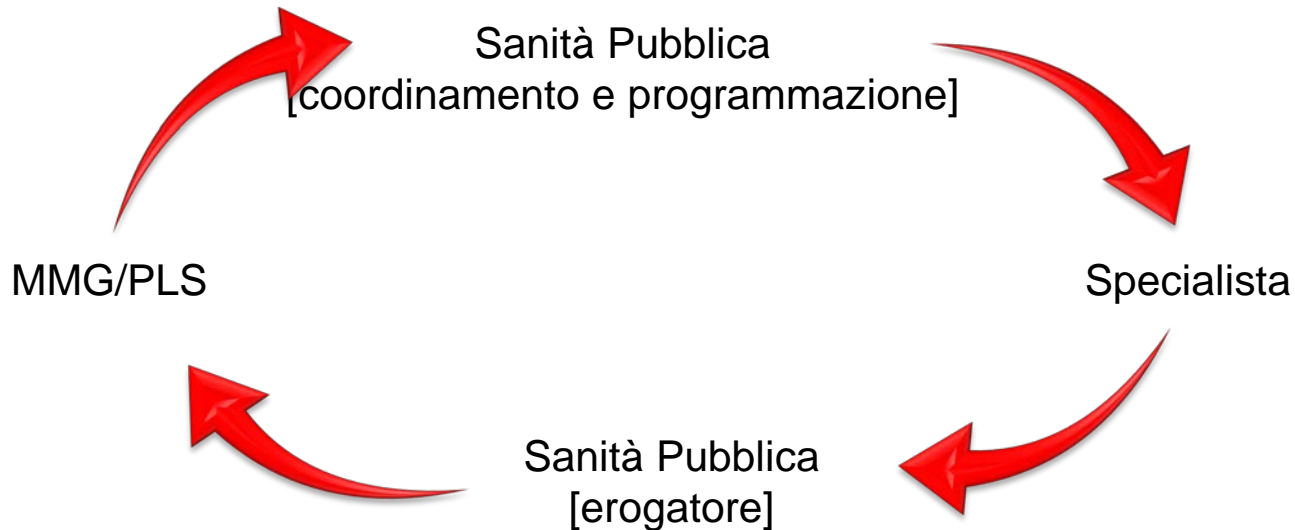 Sanità Pubblica
[coordinamento e programmazione]
MMG/PLS
Specialista
Sanità Pubblica
[erogatore]